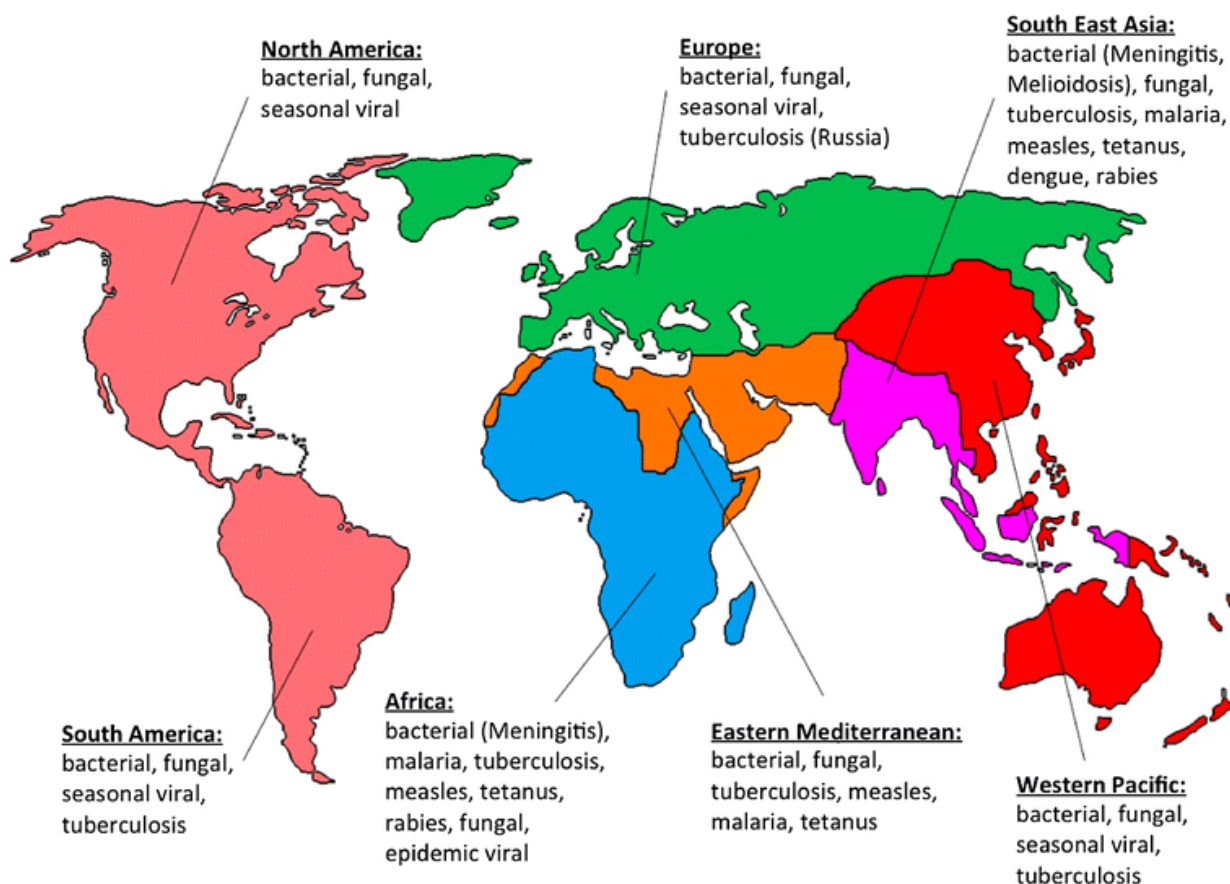 North America:
bacterial, fungal,
seasonal viral
Europe:
bacterial, fungal,
seasonal viral,
tuberculosis (Russia)
South East Asia:
bacterial (Meningitis,
Melioidosis), fungal,
tuberculosis, malaria,
measles, tetanus,
dengue, rabies
South America:
bacterial, fungal,
seasonal viral,
tuberculosis
Africa:
bacterial (Meningitis),
malaria, tuberculosis,
measles, tetanus,
rabies, fungal,
epidemic viral
Eastern Mediterranean:
bacterial, fungal,
tuberculosis, measles,
malaria, tetanus
Western Pacific:
bacterial, fungal,
seasonal viral,
tuberculosis